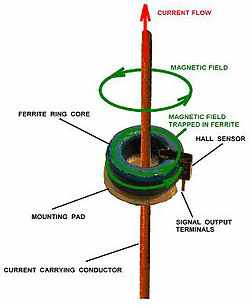 CURRENT FLOW
MAGNETIC FIELD
FERRITE RING CORE
MAGNETIC FIELD
TRAPPED IN FERRITE
HALL SENSOR
MOUNTING PAD
SIGNAL OUTPUT
TERMINALS
CURRENT CARRYING CONDUCTOR